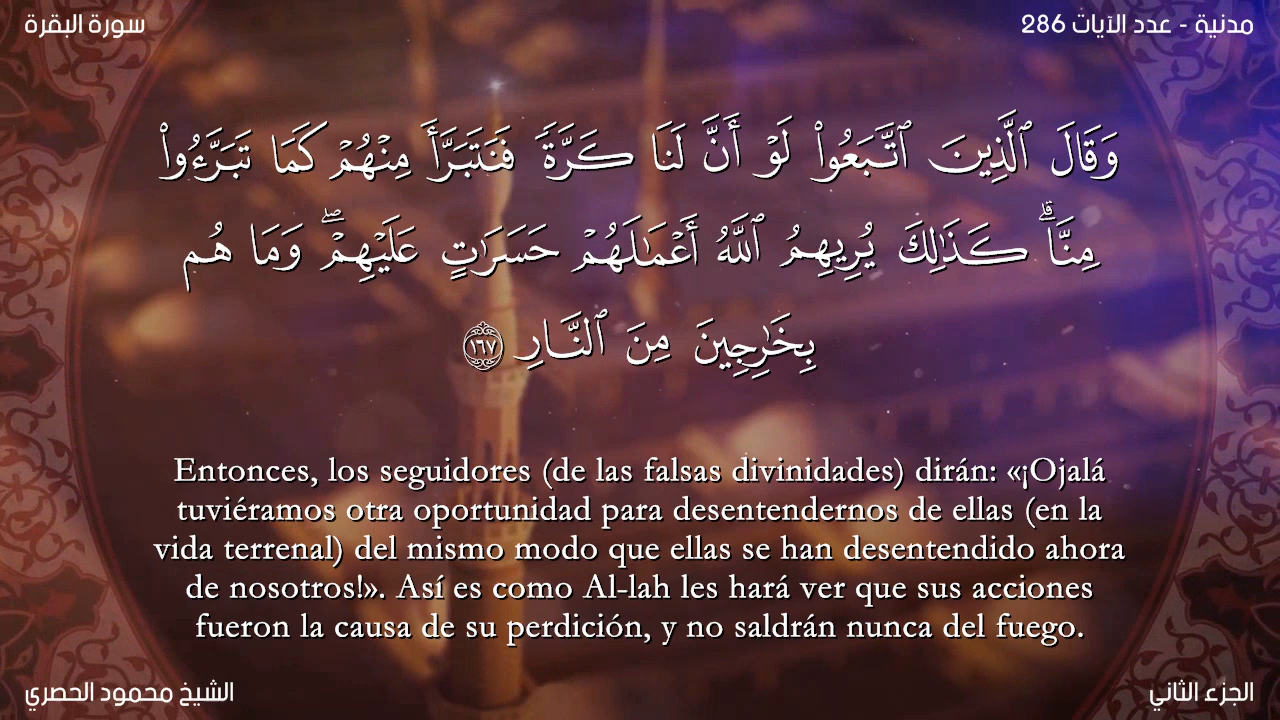 سورة البقرة
مدنية - عدد الآيات 286
وَقَالَ ٱلَّذِينَ ٱتَّبَعُوا۟ لَوْ أَنَّ لَنَا كَرَّةً فَنَتَبَرَّأَ مِنْهُمْ كَمَا تَبَرَّءُوا۟
مِنَّا ۗ كَذَٰلِكَ يُرِيهِمُ ٱللَّهُ أَعْمَـٰلَهُمْ حَسَرَٰتٍ عَلَيْهِمْ ۖ وَمَا هُم
بِخَـٰرِجِينَ مِنَ ٱلنَّارِ ١٦٧
Entonces, los seguidores (de las falsas divinidades) dirán: «¡Ojalá
tuviéramos otra oportunidad para desentendernos de ellas (en la
vida terrenal) del mismo modo que ellas se han desentendido ahora
de nosotros!». Así es como Al-lah les hará ver que sus acciones
fueron la causa de su perdición, y no saldrán nunca del fuego.
الشيخ محمود الحصري
الجزء الثاني